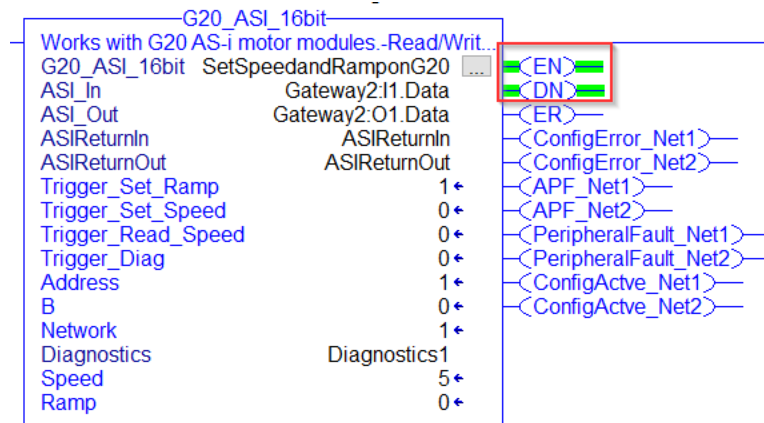 G20_ASI_16bit
Works with G20 AS-i motor modules.-Read/Writ...
G20_ASI_16bit SetSpeedandRamponG20 ... EN
ASI_In Gateway2:I1.Data DN
ASI_Out Gateway2:O1.Data ER
ASIReturnIn ASIReturnIn ConfigError_Net1
ASIReturnOut ASIReturnOut ConfigError_Net2
Trigger_Set_Ramp 1 APF_Net1
Trigger_Set_Speed 0 APF_Net2
Trigger_Read_Speed 0 PeripheralFault_Net1
Trigger_Diag 0 PeripheralFault_Net2
Address 1 ConfigActve_Net1
B 0 ConfigActve_Net2
Network 1
Diagnostics Diagnostics1
Speed 5
Ramp 0